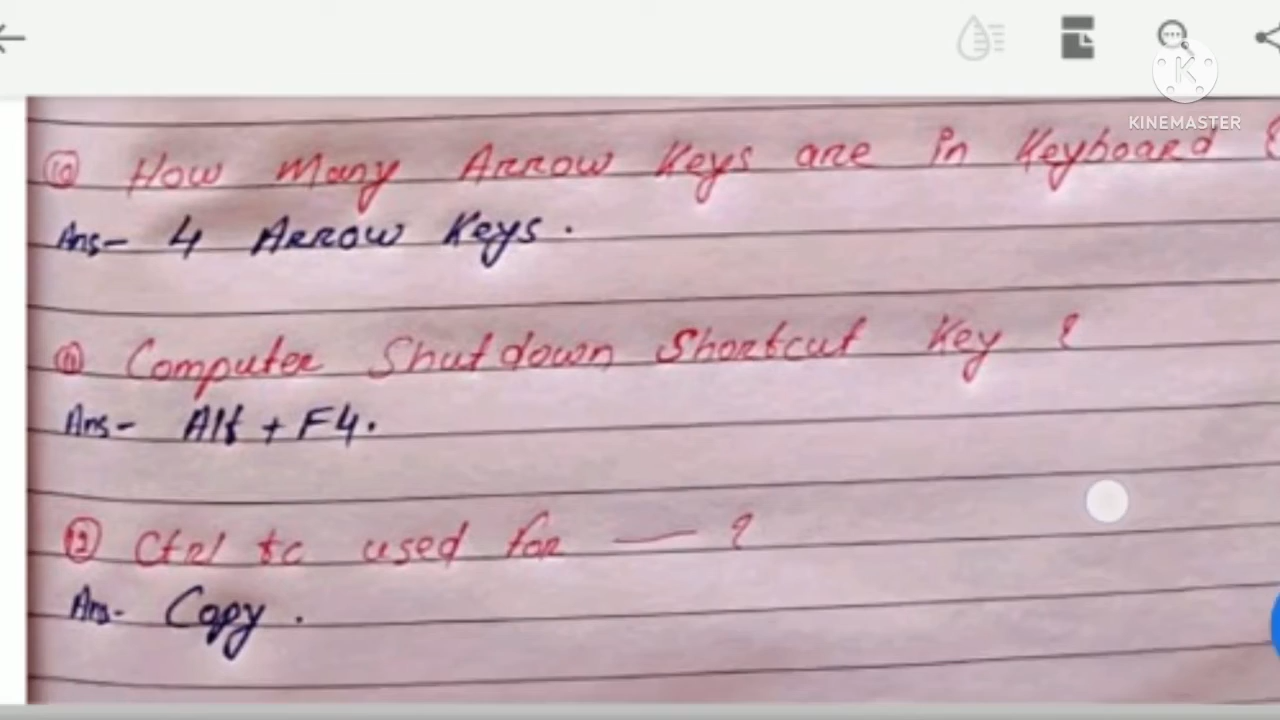 KINEMASTER
⑩ How Many Arrow Keys are in Keyboard ?
Ans- 4 Arrow Keys.
⑪ Computer Shutdown Shortcut Key ?
Ans- Alt + F4.
⑫ Ctrl +c used for — ?
Ans- Copy.